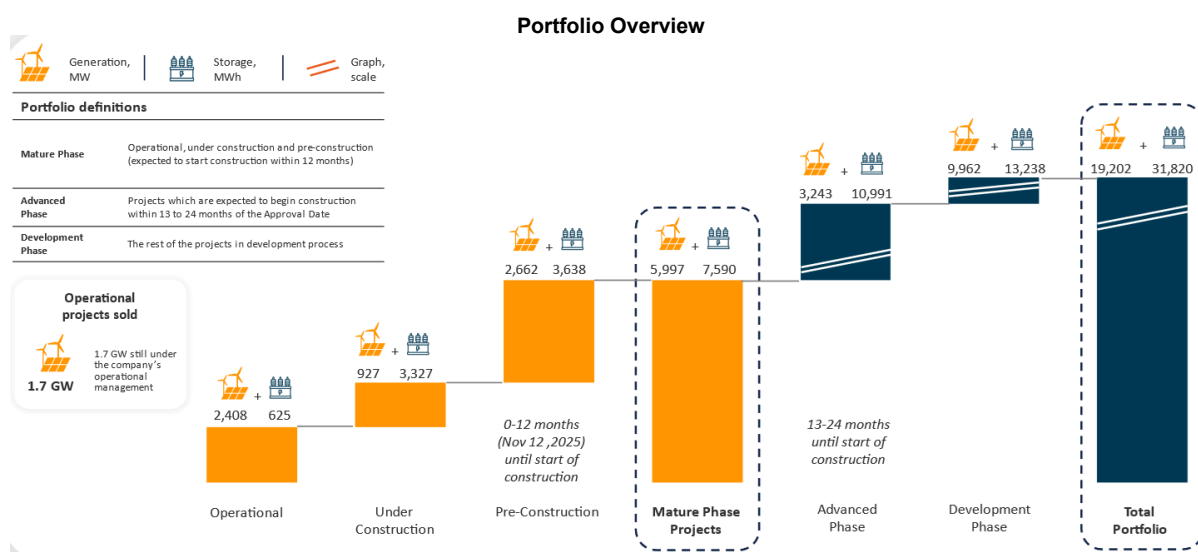 Portfolio Overview
Generation,
MW
Storage,
MWh
Graph,
scale
Portfolio definitions
Mature Phase
Operational, under construction and pre-construction
(expected to start construction within 12 months)
Advanced
Phase
Projects which are expected to begin construction
within 13 to 24 months of the Approval Date
Development
Phase
The rest of the projects in development process
Operational
projects sold
1.7 GW
1.7 GW still under
the company's
operational
management
+
2,408 625
+
927 3,327
+
2,662 3,638
+
5,997 7,590
+
3,243 10,991
+
9,962 13,238
+
19,202 31,820
0-12 months
(Nov 12 ,2025)
until start of
construction
13-24 months
until start of
construction
Operational
Under
Construction
Pre-Construction
Mature Phase
Projects
Advanced
Phase
Development
Phase
Total
Portfolio